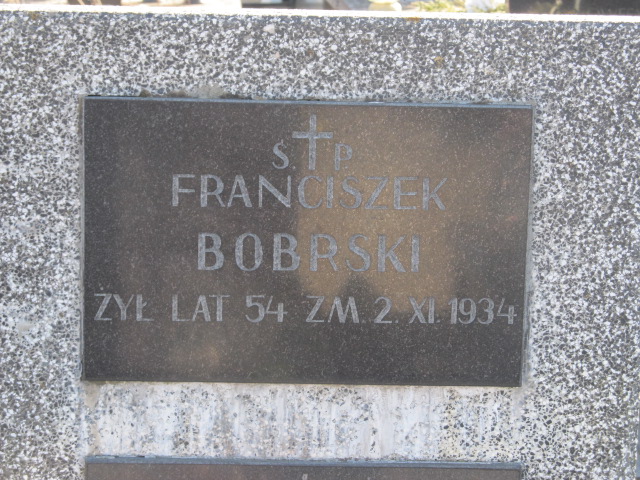 S. P
FRANCISZEK
BOBRSKI
ŻYŁ LAT 54 ZM. 2. XI. 1934